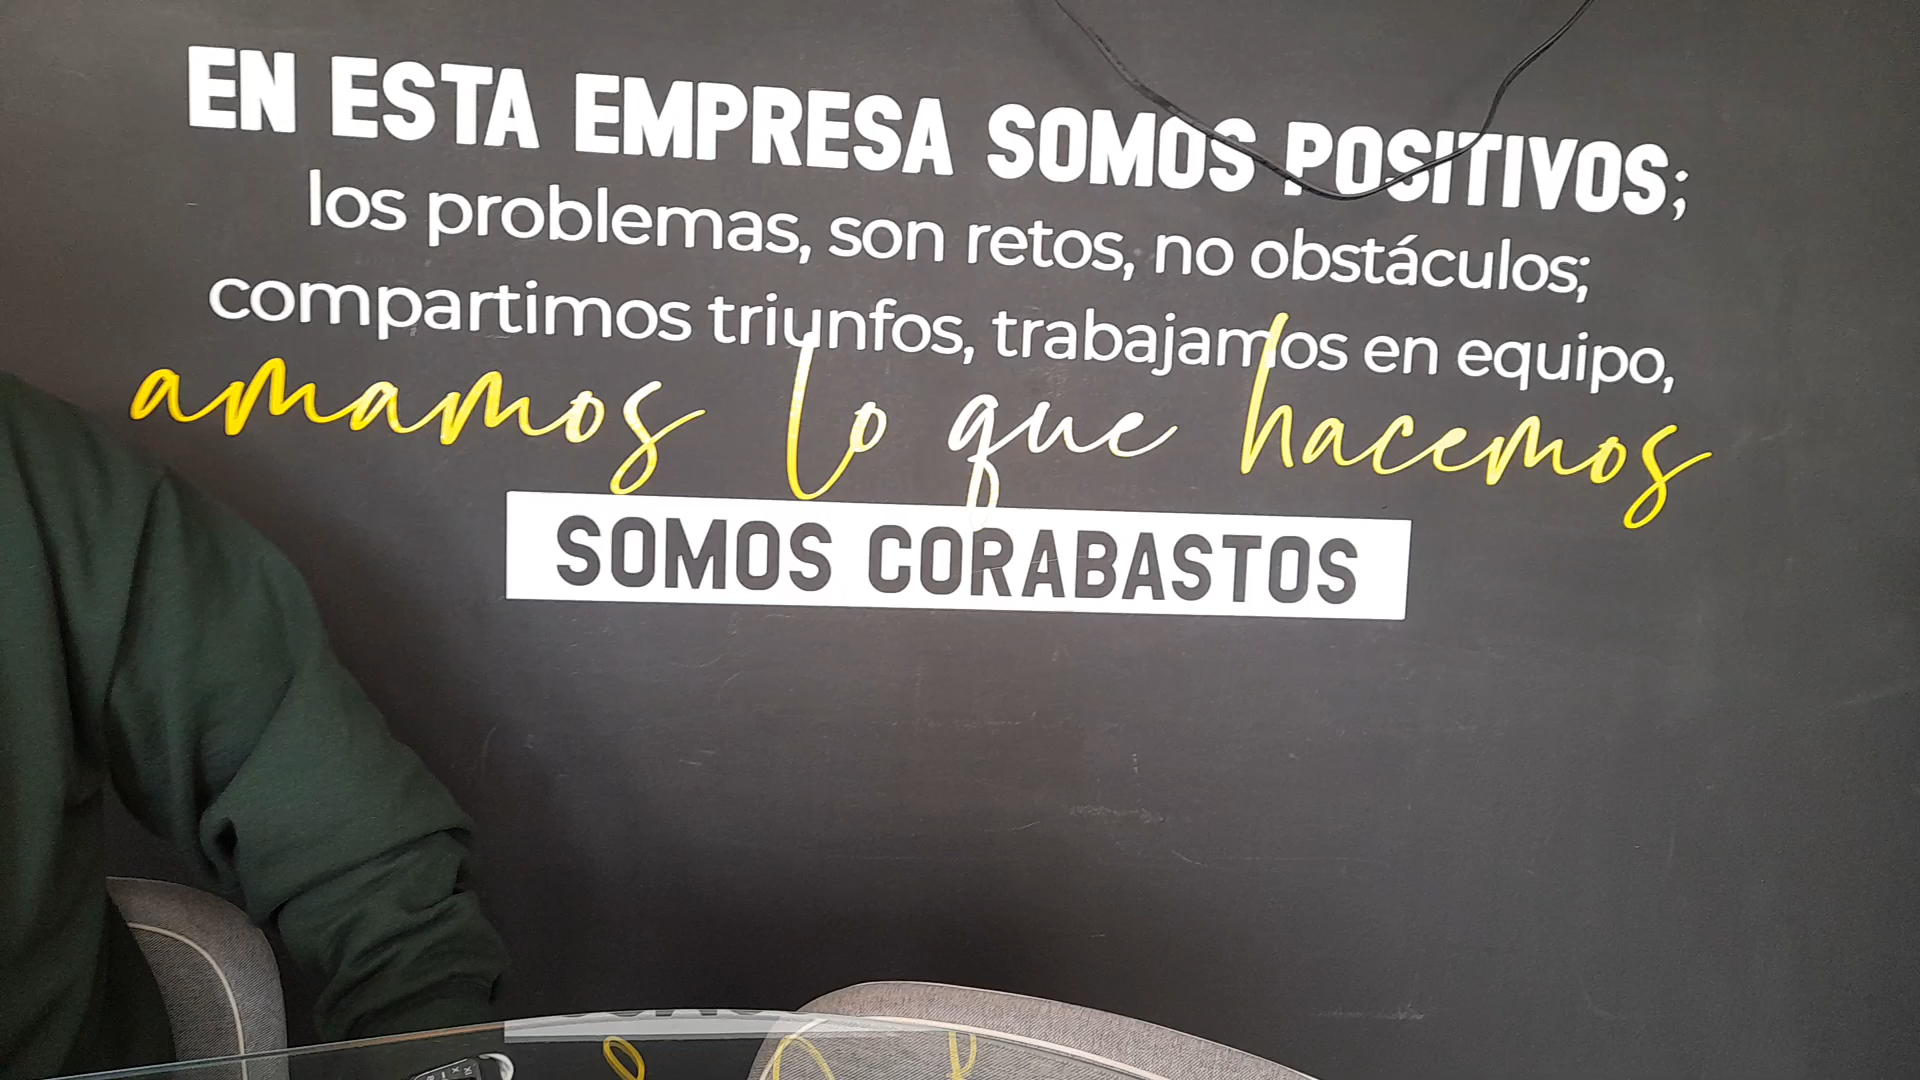 EN ESTA EMPRESA SOMOS POSITIVOS;
los problemas, son retos, no obstáculos;
compartimos triunfos, trabajamos en equipo,
amamos lo que hacemos
SOMOS CORABASTOS